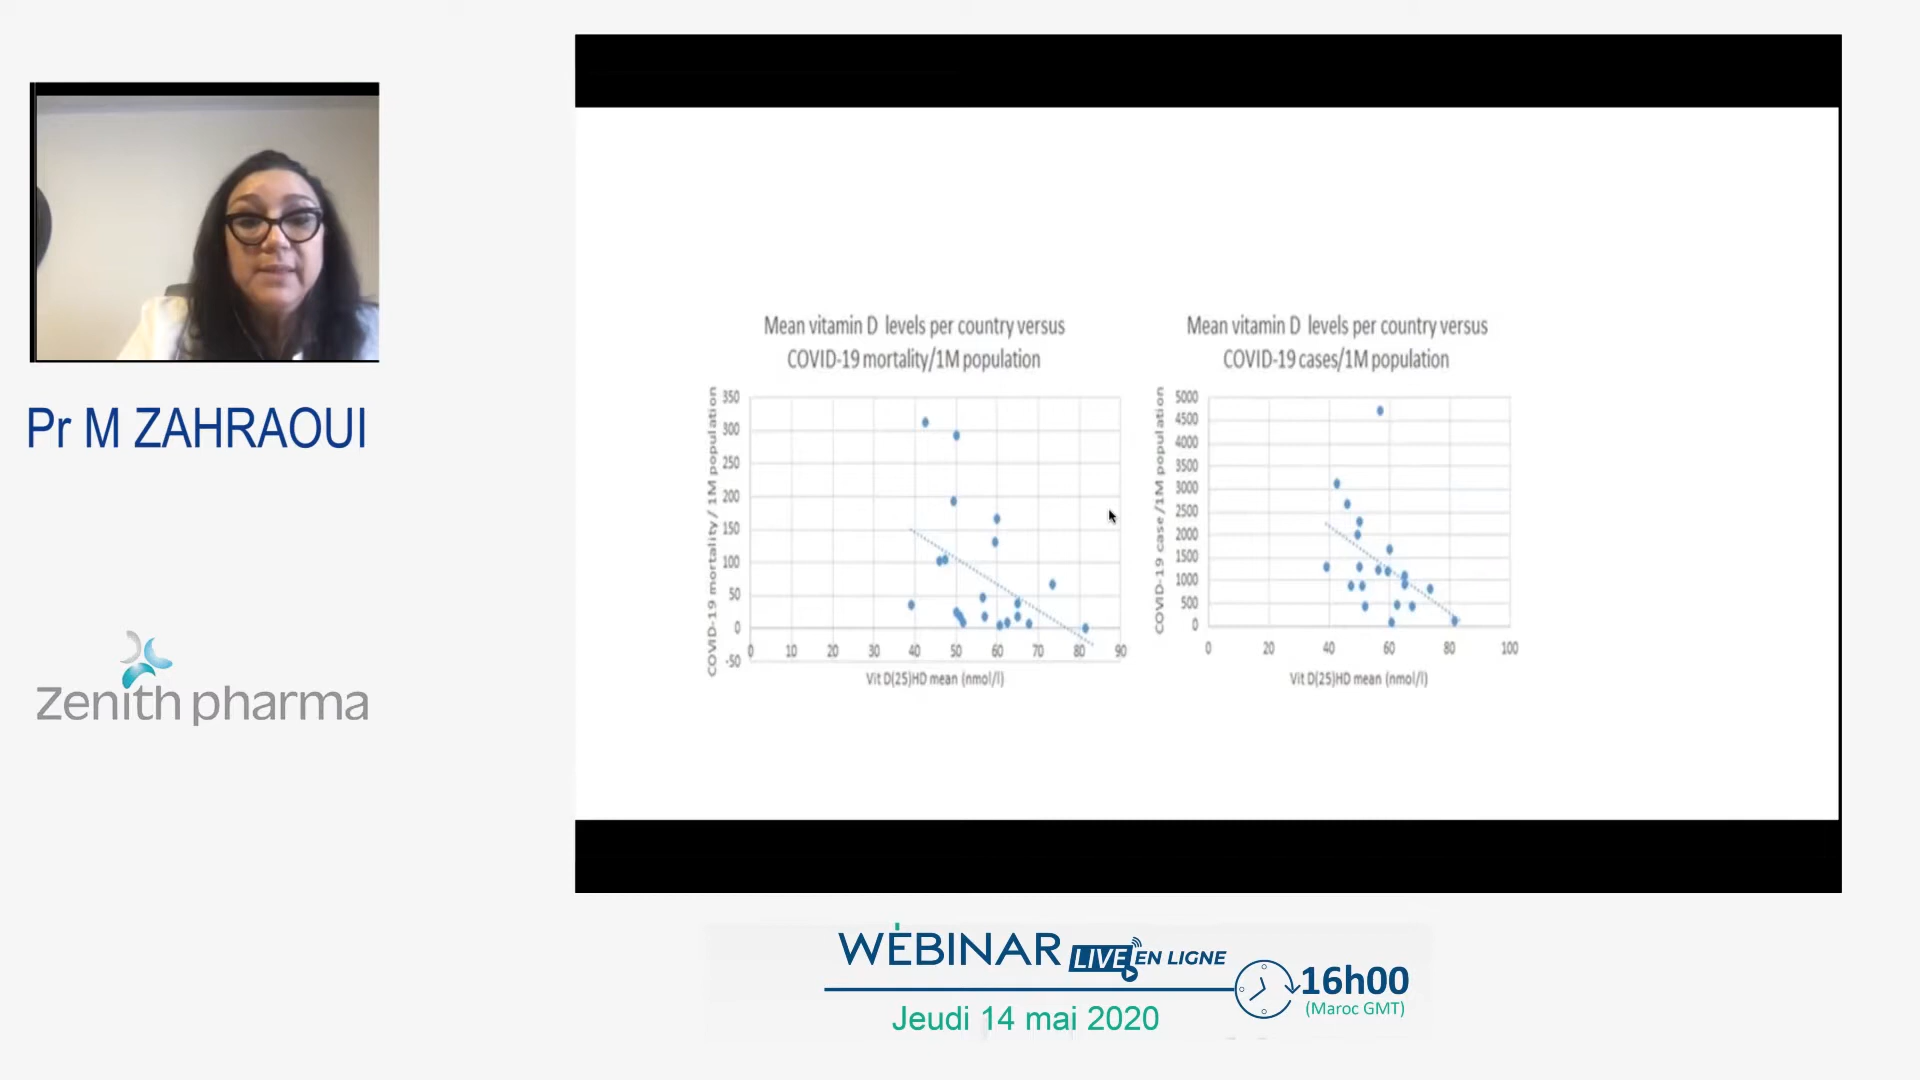 Pr M ZAHRAOUI
zenith pharma
Mean vitamin D levels per country versus
COVID-19 mortality/1M population
COVID-19 mortality/ 1M population
350
300
250
200
150
100
50
0
-50
0 10 20 30 40 50 60 70 80 90
Vit D(25)HD mean (nmol/l)
Mean vitamin D levels per country versus
COVID-19 cases/1M population
COVID-19 case/1M population
5000
4500
4000
3500
3000
2500
2000
1500
1000
500
0
0 20 40 60 80 100
Vit D(25)HD mean (nmol/l)
WEBINAR LIVE EN LIGNE
16h00
(Maroc GMT)
Jeudi 14 mai 2020